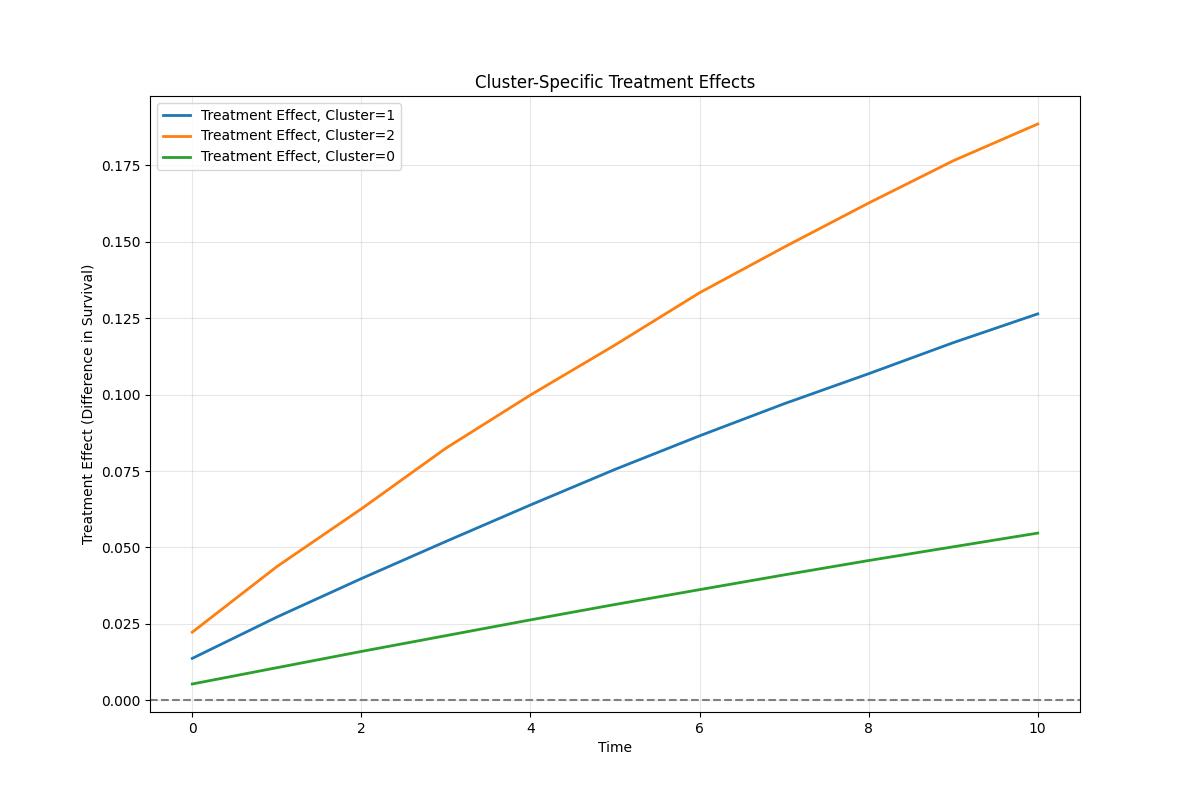 Cluster-Specific Treatment Effects
Treatment Effect, Cluster=1
Treatment Effect, Cluster=2
Treatment Effect, Cluster=0
Treatment Effect (Difference in Survival)
0.175
0.150
0.125
0.100
0.075
0.050
0.025
0.000
0 2 4 6 8 10
Time